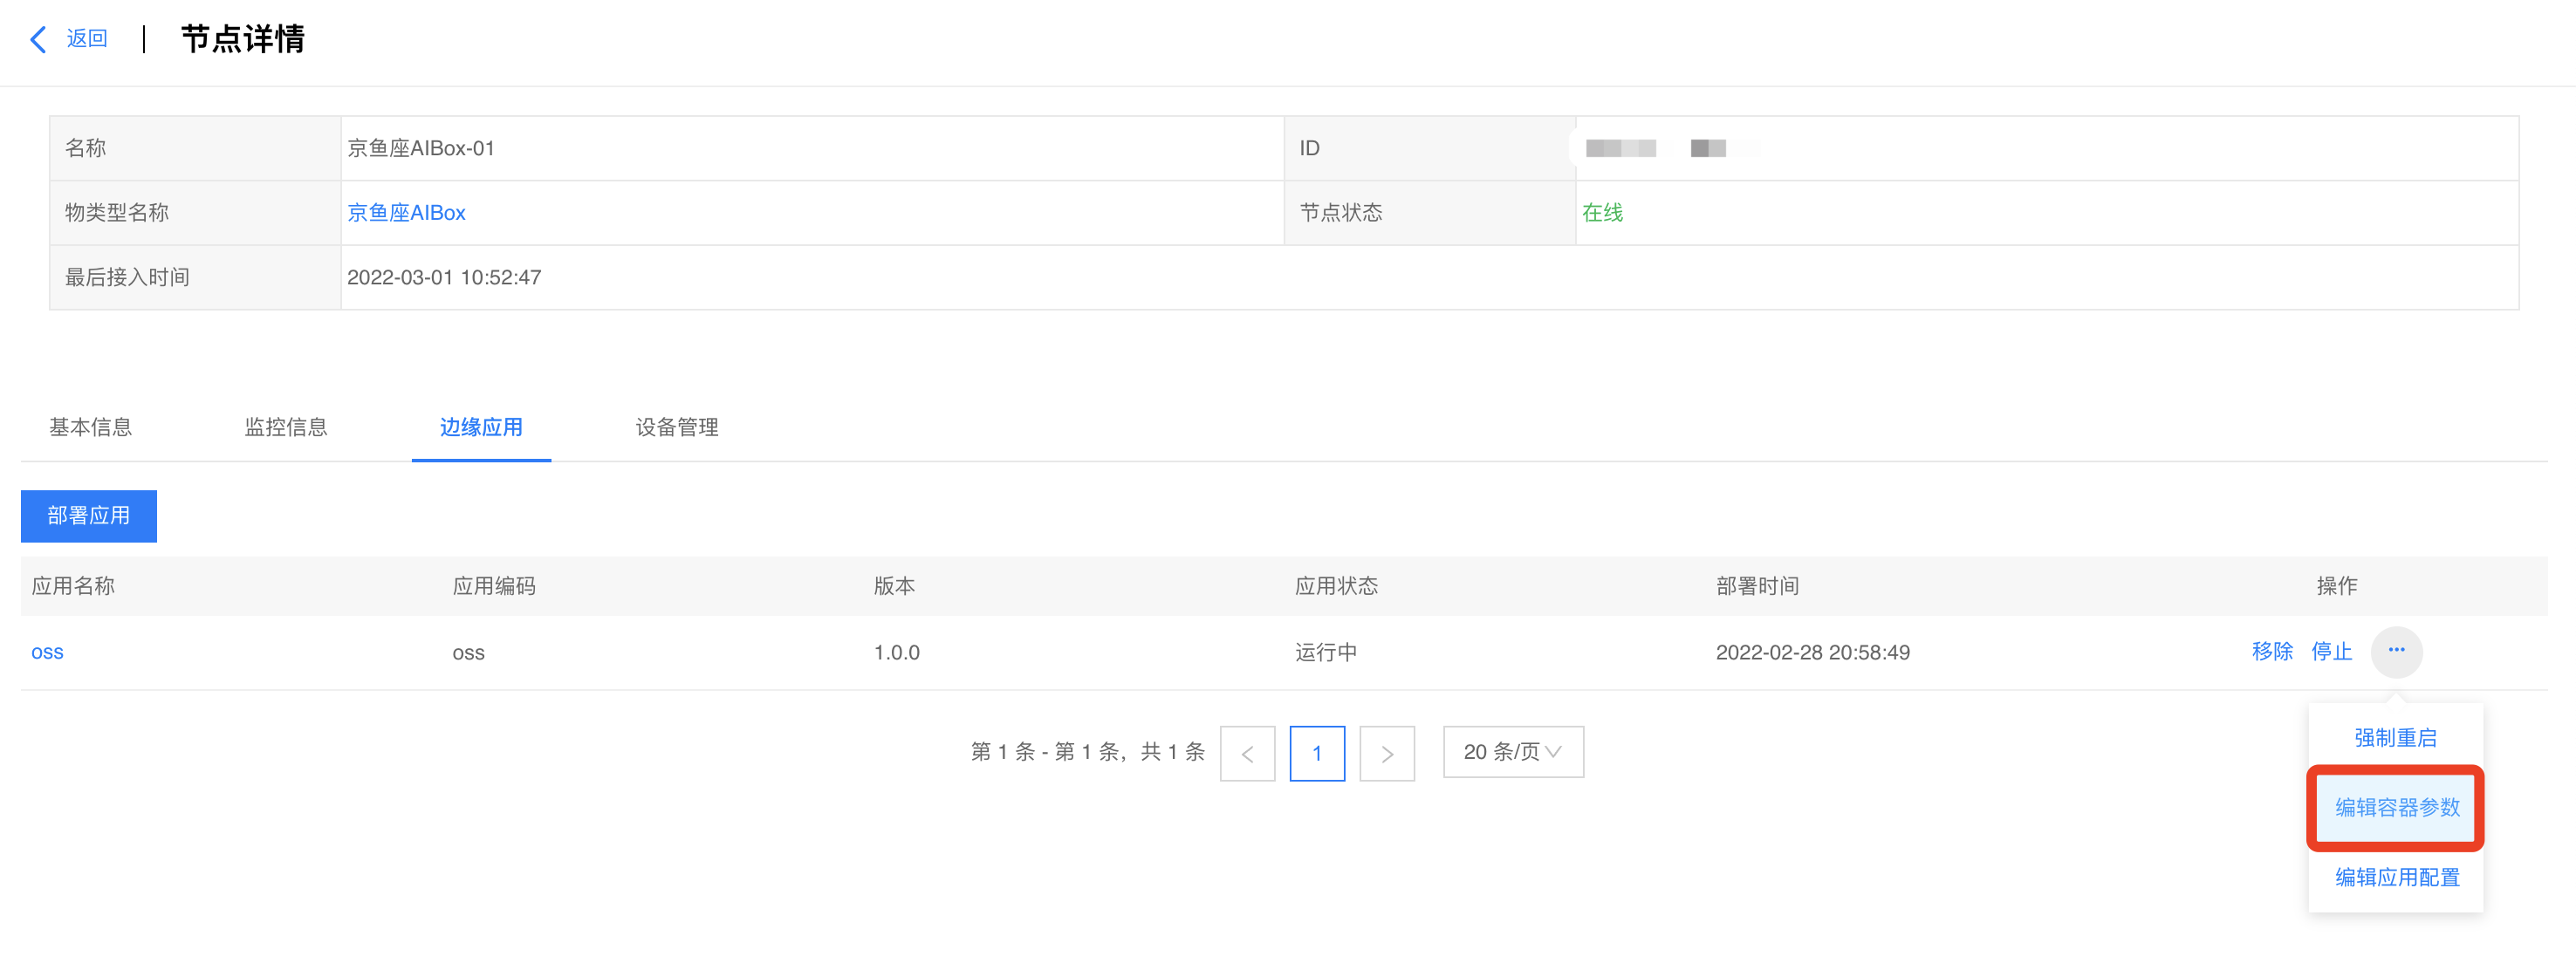 返回 | 节点详情
名称 京鱼座AIBox-01 ID
物类型名称 京鱼座AIBox 节点状态 在线
最后接入时间 2022-03-01 10:52:47
基本信息 监控信息 边缘应用 设备管理
部署应用
应用名称 应用编码 版本 应用状态 部署时间 操作
oss oss 1.0.0 运行中 2022-02-28 20:58:49 移除 停止 ···
第 1 条 - 第 1 条，共 1 条 < 1 > 20 条/页
强制重启
编辑容器参数
编辑应用配置